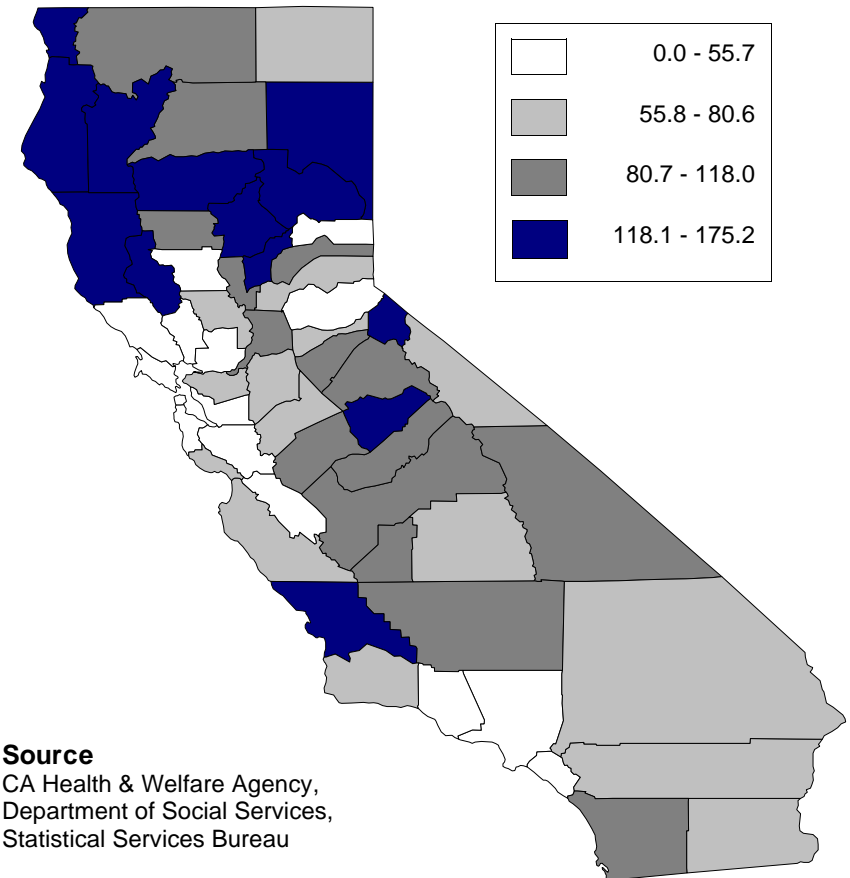 0.0 - 55.7
55.8 - 80.6
80.7 - 118.0
118.1 - 175.2
Source
CA Health & Welfare Agency,
Department of Social Services,
Statistical Services Bureau